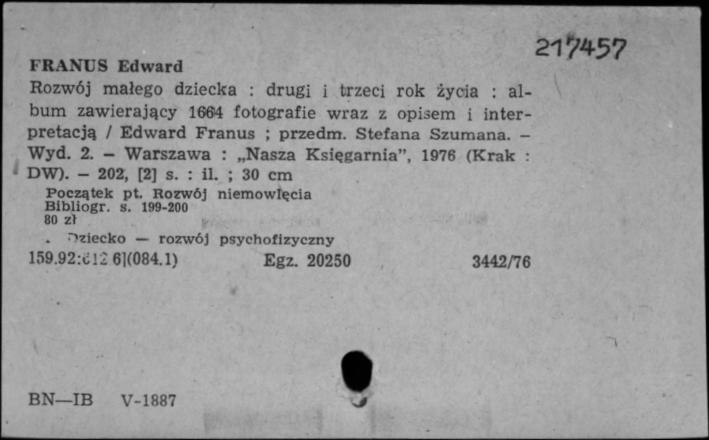 217457
FRANUS Edward
Rozwój małego dziecka : drugi i trzeci rok życia : al-
bum zawierający 1664 fotografie wraz z opisem i inter-
pretacją / Edward Franus ; przedm. Stefana Szumana. —
Wyd. 2. — Warszawa : „Nasza Księgarnia”, 1976 (Krak :
DW). — 202, [2] s. : il. ; 30 cm
Początek pt. Rozwój niemowlęcia
Bibliogr. s. 199-200
80 zł
. Dziecko — rozwój psychofizyczny
159.92:612 6](084.1) Egz. 20250 3442/76
BN—IB V-1887